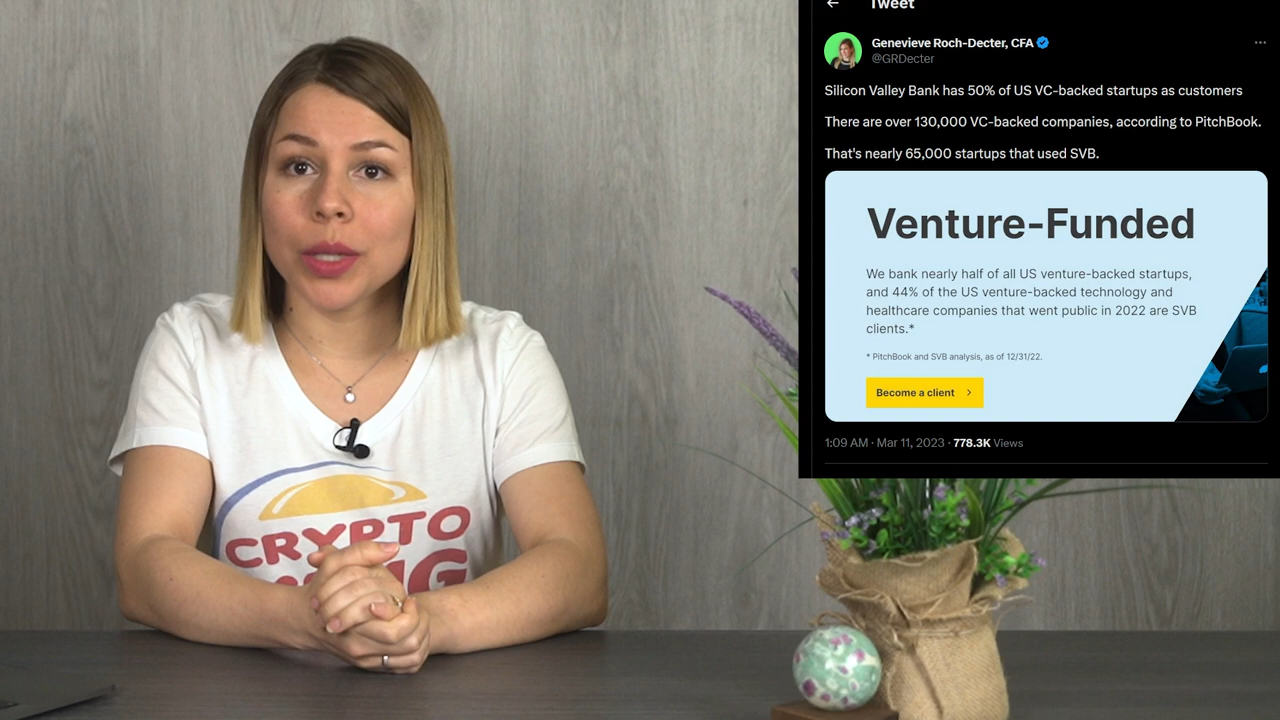 Tweet
Genevieve Roch-Decter, CFA
@GRDecter
Silicon Valley Bank has 50% of US VC-backed startups as customers
There are over 130,000 VC-backed companies, according to PitchBook.
That's nearly 65,000 startups that used SVB.
Venture-Funded
We bank nearly half of all US venture-backed startups,
and 44% of the US venture-backed technology and
healthcare companies that went public in 2022 are SVB
clients.*
* PitchBook and SVB analysis, as of 12/31/22.
Become a client
1:09 AM · Mar 11, 2023 · 778.3K Views
CRYPTO